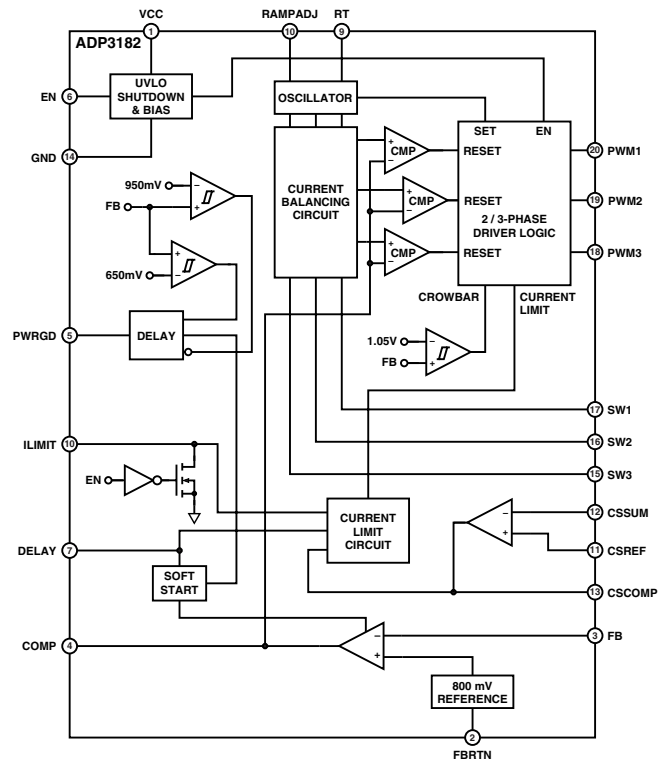 VCC
RAMPADJ
RT
1
10
9
ADP3182
EN
6
UVLO
SHUTDOWN
& BIAS
OSCILLATOR
SET
EN
GND
14
CURRENT
BALANCING
CIRCUIT
+
–
CMP
RESET
20
PWM1
950mV
–
+
FB
+
–
CMP
RESET
19
PWM2
2 / 3-PHASE
DRIVER LOGIC
+
–
650mV
+
–
CMP
RESET
18
PWM3
CROWBAR
CURRENT
LIMIT
PWRGD
5
DELAY
1.05V
–
FB
+
17
SW1
ILIMIT
10
16
SW2
EN
15
SW3
CURRENT
LIMIT
CIRCUIT
–
+
12
CSSUM
DELAY
7
11
CSREF
SOFT
START
13
CSCOMP
COMP
4
–
+
3
FB
800 mV
REFERENCE
2
FBRTN